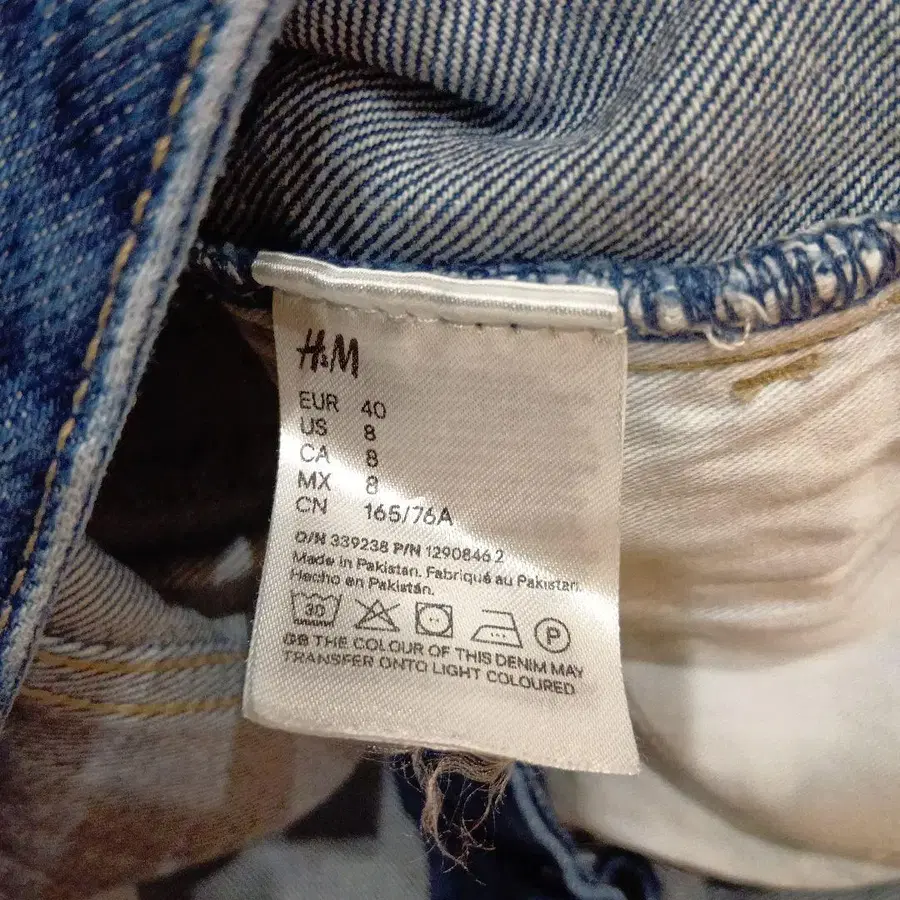 H&M
EUR 40
US 8
CA 8
MX 8
CN 165/76A
O/N 339238 P/N 1290846.2
Made in Pakistan. Fabriqué au Pakistan.
Hecho en Pakistán.
30 P
GB THE COLOUR OF THIS DENIM MAY
TRANSFER ONTO LIGHT COLOURED